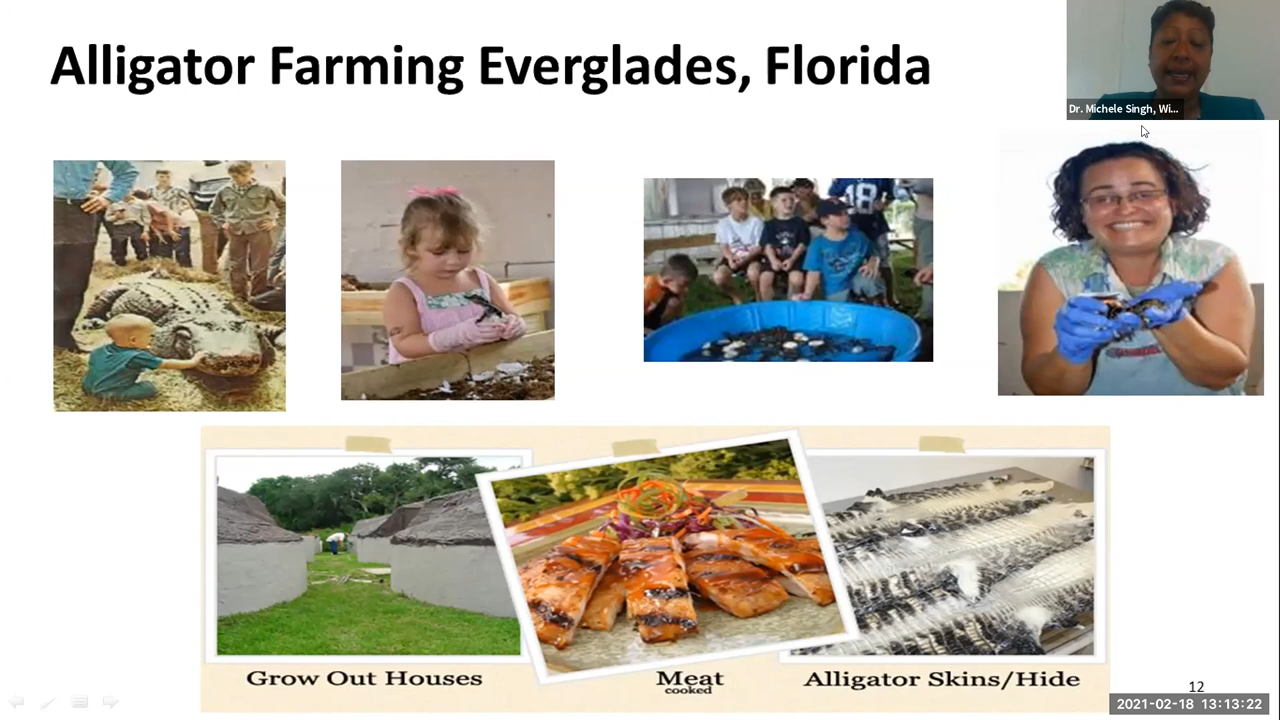 Alligator Farming Everglades, Florida
Dr. Michele Singh, Wi...
18
Grow Out Houses
Meat
cooked
Alligator Skins/Hide
12
2021-02-18 13:13:22